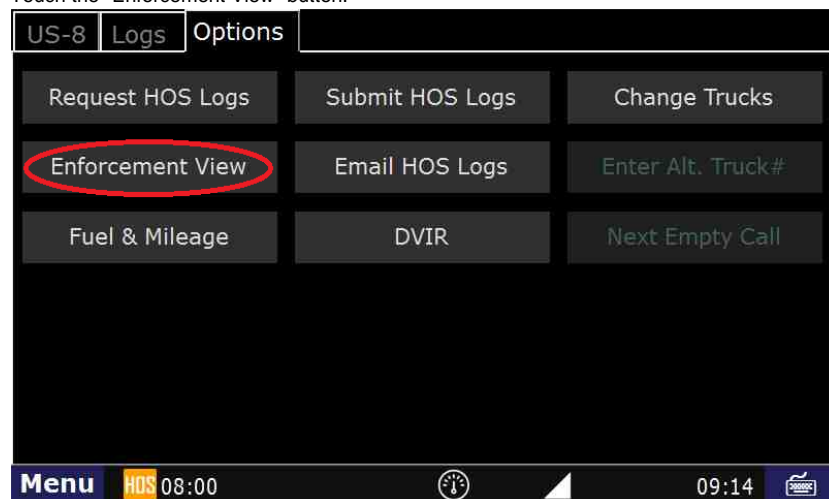 Touch the "Enforcement View" button.
US-8 Logs Options
Request HOS Logs Submit HOS Logs Change Trucks
Enforcement View Email HOS Logs Enter Alt. Truck#
Fuel & Mileage DVIR Next Empty Call
Menu HOS 08:00 09:14